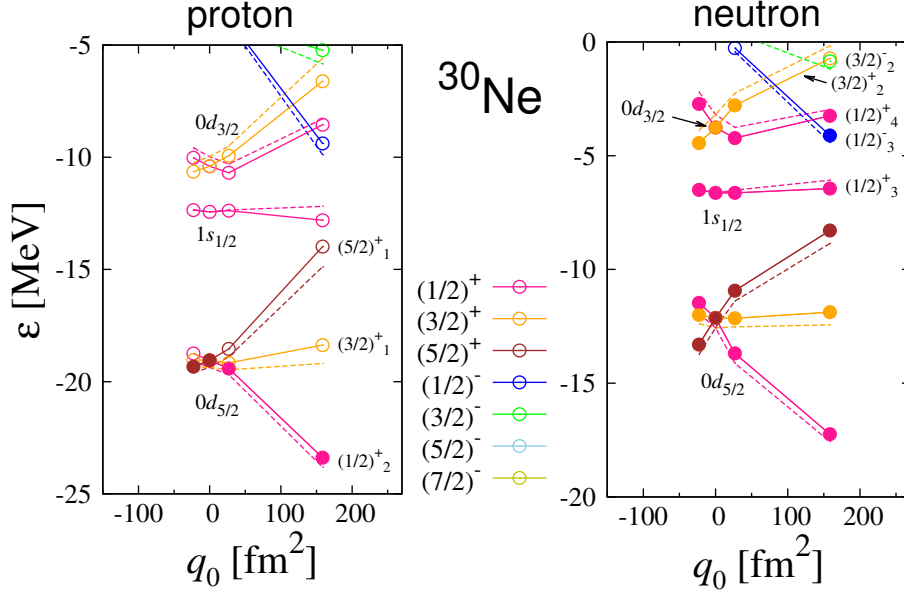 proton
neutron
³⁰Ne
ε [MeV]
-5
-10
-15
-20
-25
-100
0
100
200
q₀ [fm²]
0d₃/₂
1s₁/₂
0d₅/₂
(5/2)⁺₁
(3/2)⁺₁
(1/2)⁺₂
(1/2)⁺
(3/2)⁺
(5/2)⁺
(1/2)⁻
(3/2)⁻
(5/2)⁻
(7/2)⁻
0
-5
-10
-15
-20
-100
0
100
200
q₀ [fm²]
0d₃/₂
1s₁/₂
0d₅/₂
(3/2)⁻₂
(3/2)⁺₂
(1/2)⁺₄
(1/2)⁻₃
(1/2)⁺₃